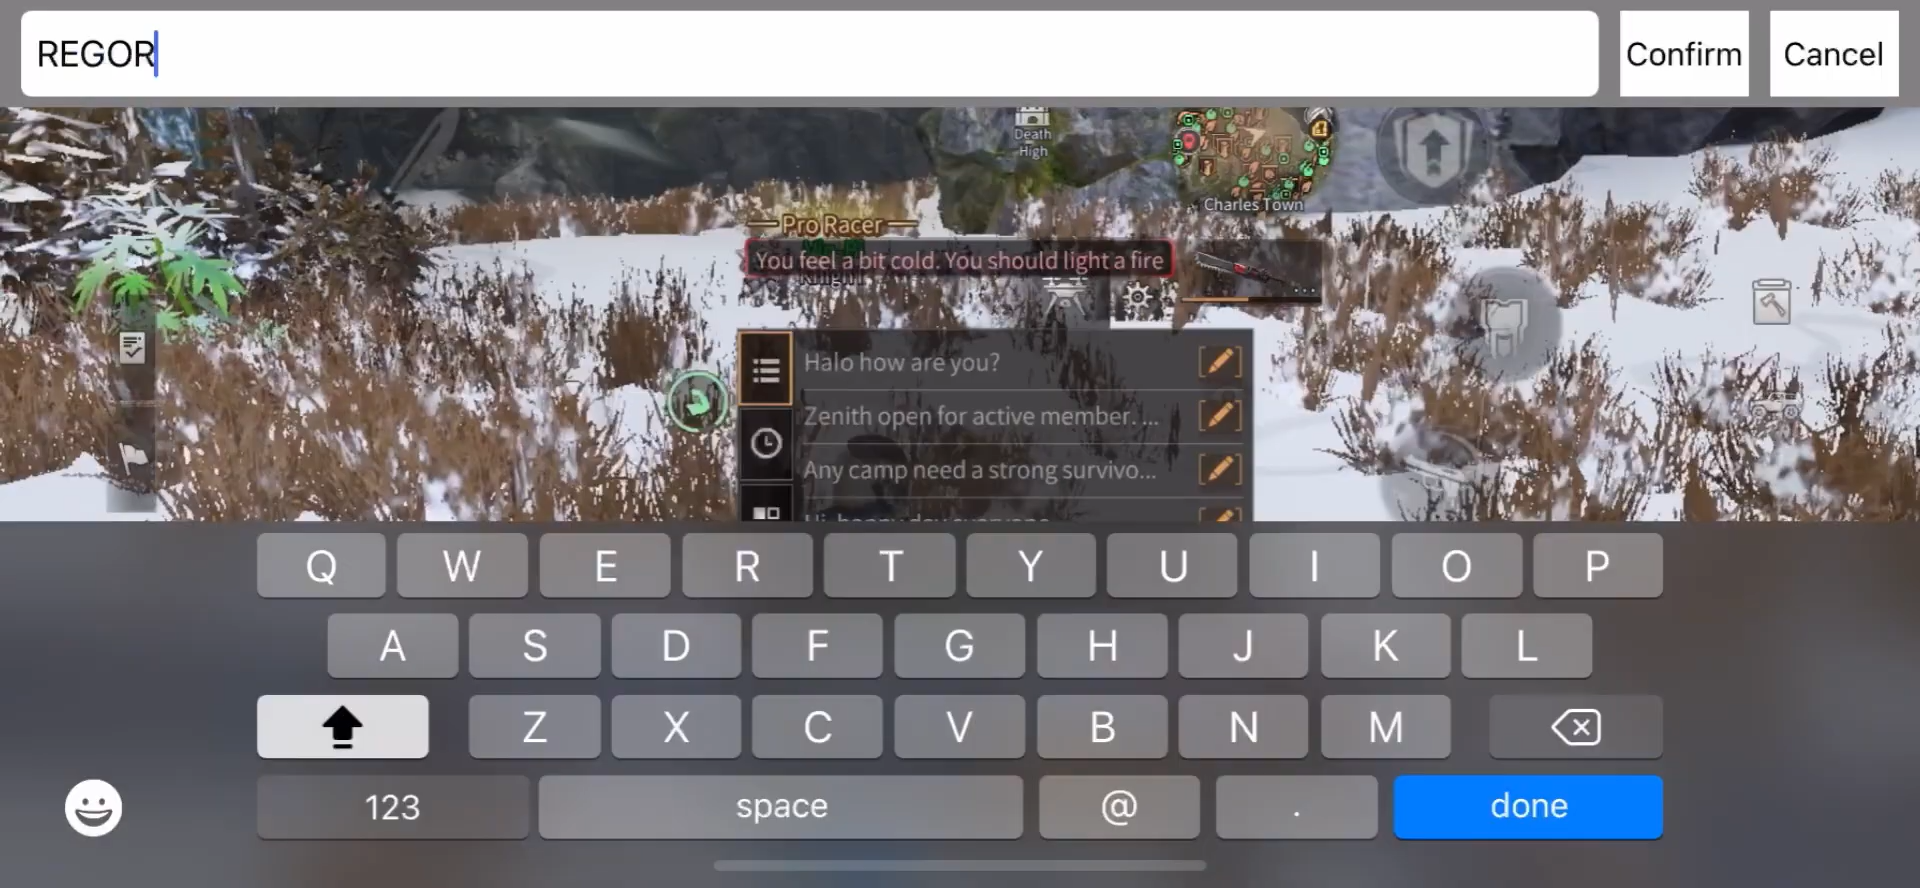 REGOR
Confirm
Cancel
Death
High
Charles Town
Pro Racer
You feel a bit cold. You should light a fire
Halo how are you?
Zenith open for active member. ...
Any camp need a strong survivo...
Q W E R T Y U I O P
A S D F G H J K L
Z X C V B N M
123 space @ . done